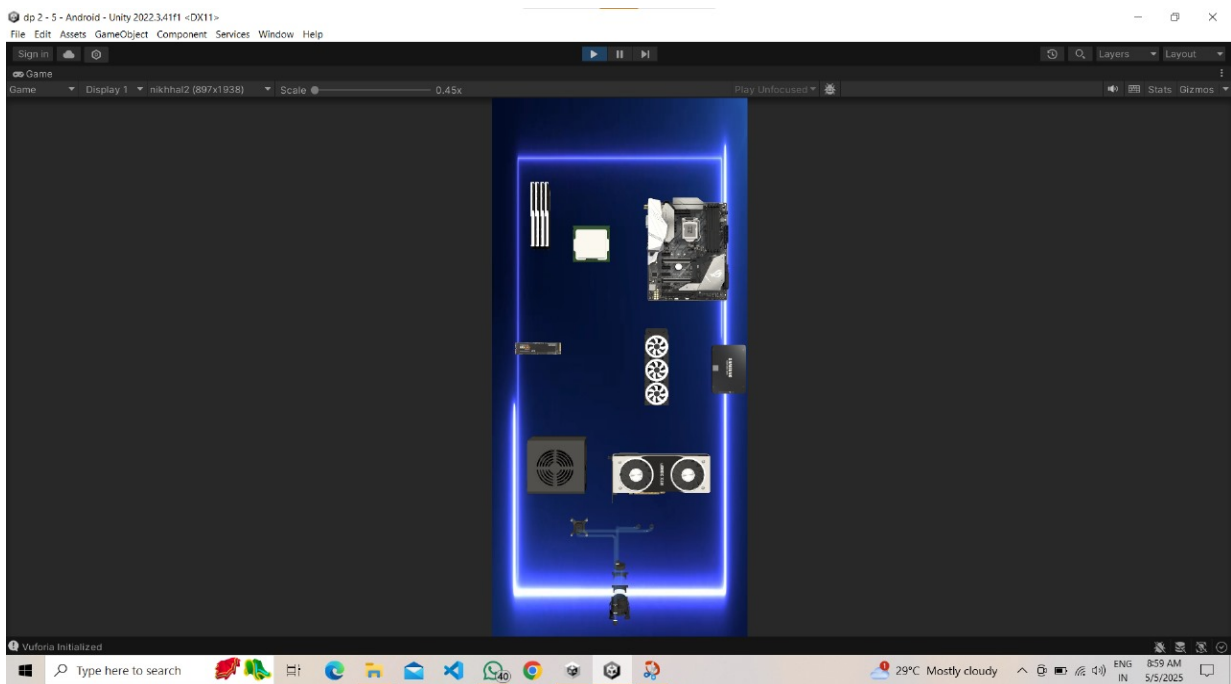 dp 2 - 5 - Android - Unity 2022.3.41f1 <DX11>
File Edit Assets GameObject Component Services Window Help
Sign in Layers Layout
Game
Game Display 1 nikhhal2 (897x1938) Scale 0.45x Play Unfocused Stats Gizmos
SAMSUNG
Vuforia Initialized
Type here to search 40 29°C Mostly cloudy ENG 8:59 AM
IN 5/5/2025